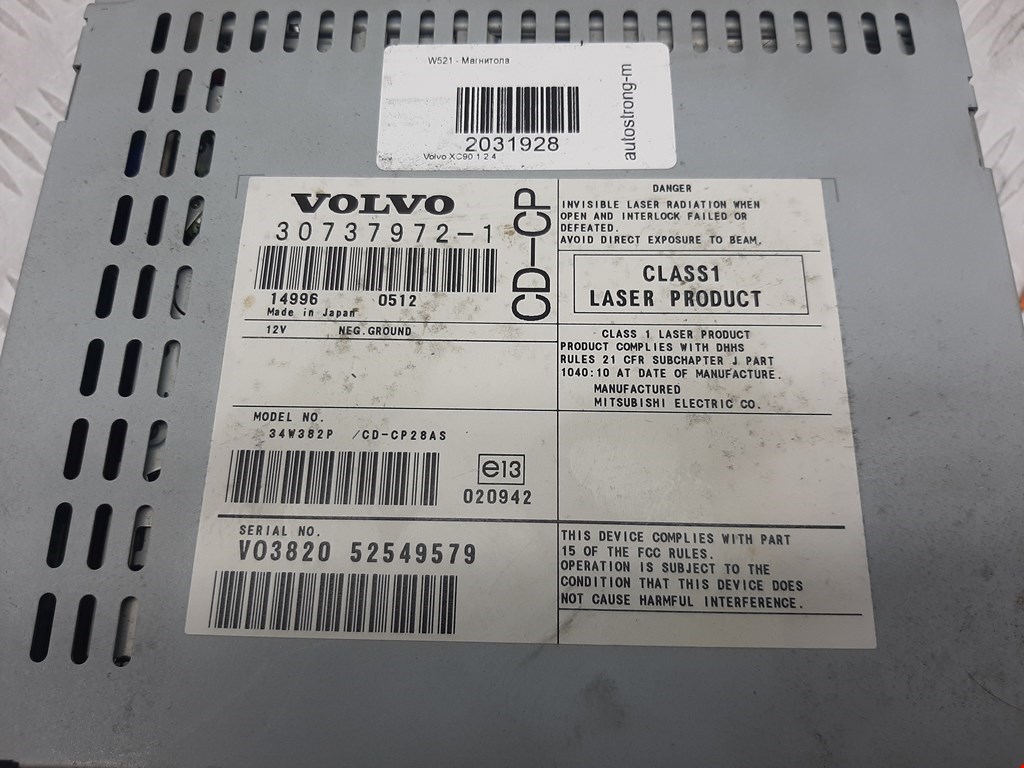 W521 - Магнитола
2031928
Volvo XC90 1 2.4
autostrong-m
VOLVO
30737972-1
14996 0512
Made in Japan
CD-CP
12V NEG.GROUND
MODEL NO.
34W382P /CD-CP28AS
e13
020942
SERIAL NO.
VO3820 52549579
DANGER
INVISIBLE LASER RADIATION WHEN
OPEN AND INTERLOCK FAILED OR
DEFEATED.
AVOID DIRECT EXPOSURE TO BEAM.
CLASS1
LASER PRODUCT
CLASS 1 LASER PRODUCT
PRODUCT COMPLIES WITH DHHS
RULES 21 CFR SUBCHAPTER J PART
1040:10 AT DATE OF MANUFACTURE.
MANUFACTURED
MITSUBISHI ELECTRIC CO.
THIS DEVICE COMPLIES WITH PART
15 OF THE FCC RULES.
OPERATION IS SUBJECT TO THE
CONDITION THAT THIS DEVICE DOES
NOT CAUSE HARMFUL INTERFERENCE.